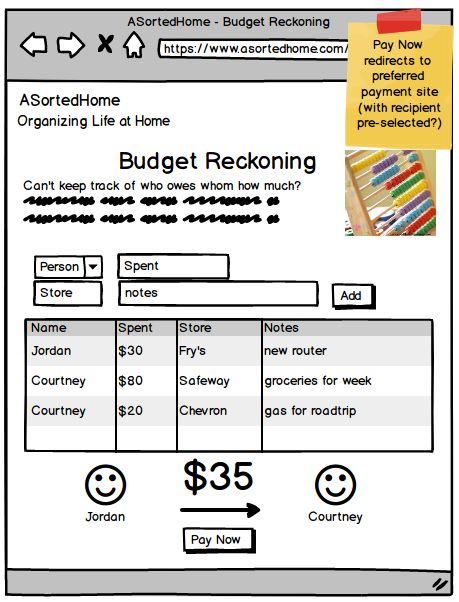 ASortedHome - Budget Reckoning
https://www.asortedhome.com/
Pay Now
redirects to
preferred
payment site
(with recipient
pre-selected?)
ASortedHome
Organizing Life at Home
Budget Reckoning
Can't keep track of who owes whom how much?
Person Spent
Store notes Add
Name Spent Store Notes
Jordan $30 Fry's new router
Courtney $80 Safeway groceries for week
Courtney $20 Chevron gas for roadtrip
$35
Jordan Courtney
Pay Now